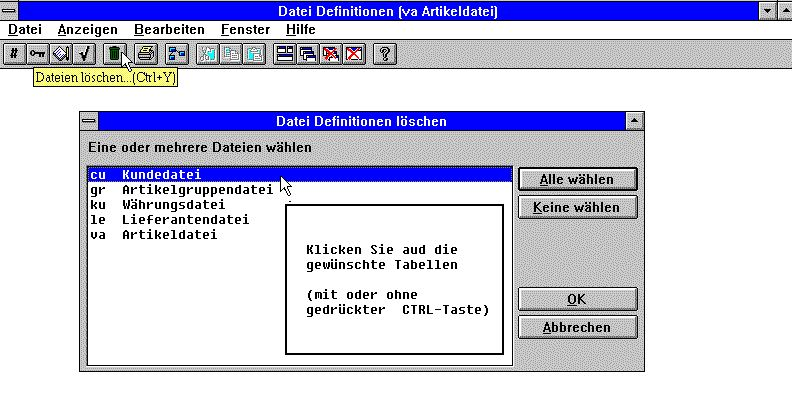 Datei Definitionen (va Artikeldatei)
Datei Anzeigen Bearbeiten Fenster Hilfe
# ?
Dateien löschen...(Ctrl+Y)
Datei Definitionen löschen
Eine oder mehrere Dateien wählen
cu Kundedatei
gr Artikelgruppendatei
ku Währungsdatei
le Lieferantendatei
va Artikeldatei
Klicken Sie aud die
gewünschte Tabellen
(mit oder ohne
gedrückter CTRL-Taste)
Alle wählen
Keine wählen
OK
Abbrechen